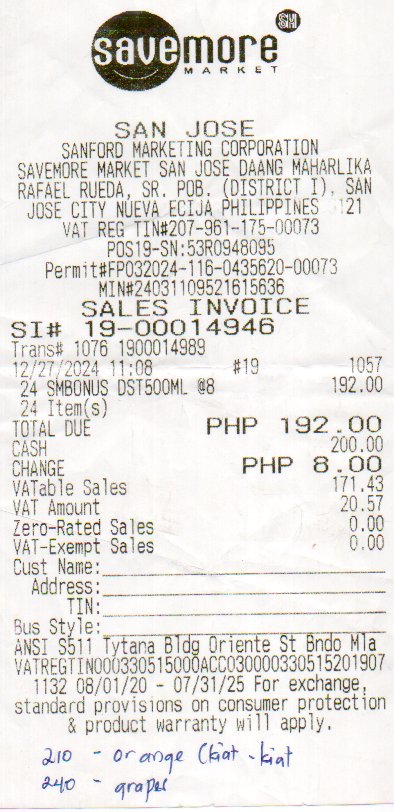 SM
savemore
MARKET
SAN JOSE
SANFORD MARKETING CORPORATION
SAVEMORE MARKET SAN JOSE DAANG MAHARLIKA
RAFAEL RUEDA, SR. POB. (DISTRICT I), SAN
JOSE CITY NUEVA ECIJA PHILIPPINES 121
VAT REG TIN#207-961-175-00073
POS19-SN:53R0948095
Permit#FP032024-116-0435620-00073
MIN#24031109521615636
SALES INVOICE
SI# 19-00014946
Trans# 1076 1900014989
12/27/2024 11:08 #19 1057
24 SMBONUS DST500ML @8 192.00
24 Item(s)
TOTAL DUE PHP 192.00
CASH 200.00
CHANGE PHP 8.00
VATable Sales 171.43
VAT Amount 20.57
Zero-Rated Sales 0.00
VAT-Exempt Sales 0.00
Cust Name:
Address:
TIN:
Bus Style:
ANSI S511 Tytana Bldg Oriente St Bndo Mla
VATREGTIN000330515000ACC030000330515201907
1132 08/01/20 - 07/31/25 For exchange,
standard provisions on consumer protection
& product warranty will apply.
210 - orange (kiat-kiat
240 - grapes